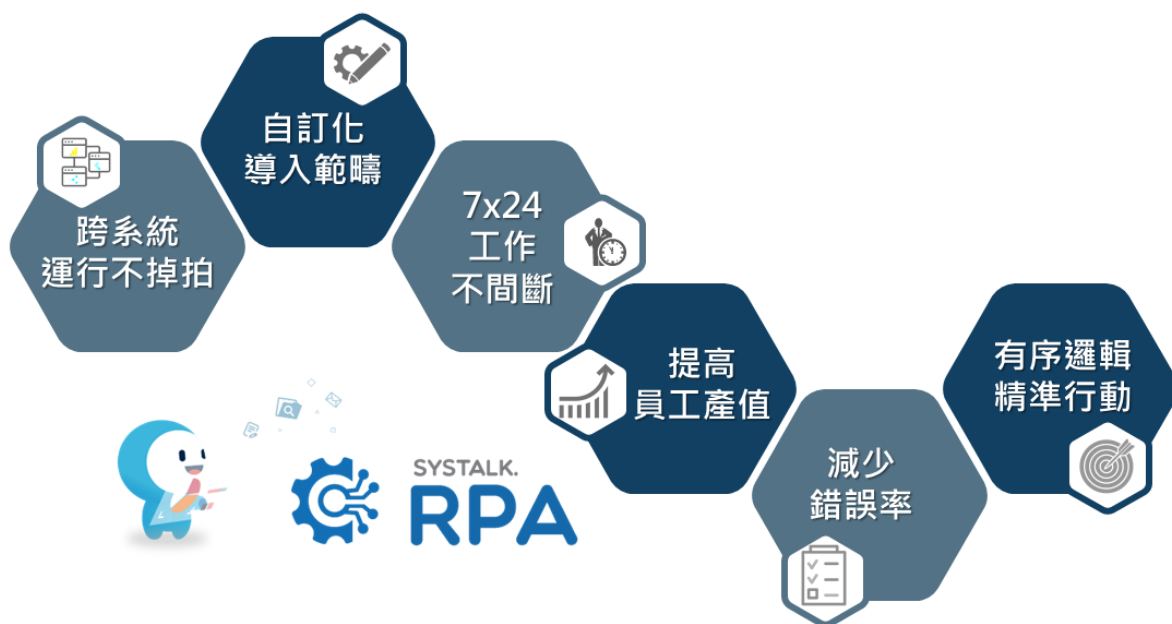 跨系統
運行不掉拍
自訂化
導入範疇
7x24
工作
不間斷
提高
員工產值
減少
錯誤率
有序邏輯
精準行動
SYSTALK.
RPA